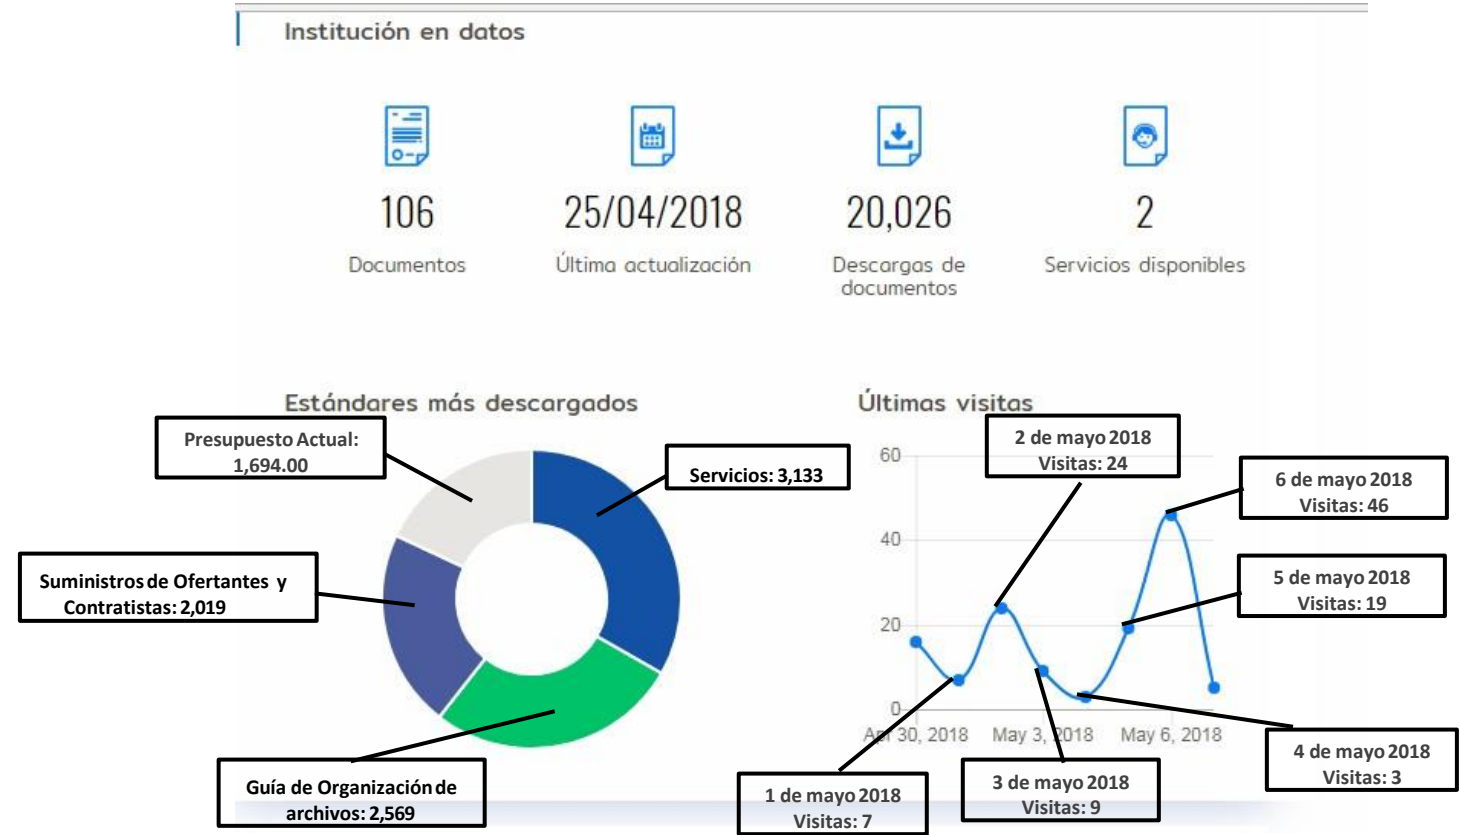 Institución en datos
106
Documentos
25/04/2018
Última actualización
20,026
Descargas de
documentos
2
Servicios disponibles
Estándares más descargados
Presupuesto Actual:
1,694.00
Servicios: 3,133
Suministros de Ofertantes y
Contratistas: 2,019
Guía de Organización de
archivos: 2,569
Últimas visitas
60
40
20
0
Apr 30, 2018
May 3, 2018
May 6, 2018
2 de mayo 2018
Visitas: 24
6 de mayo 2018
Visitas: 46
5 de mayo 2018
Visitas: 19
4 de mayo 2018
Visitas: 3
3 de mayo 2018
Visitas: 9
1 de mayo 2018
Visitas: 7